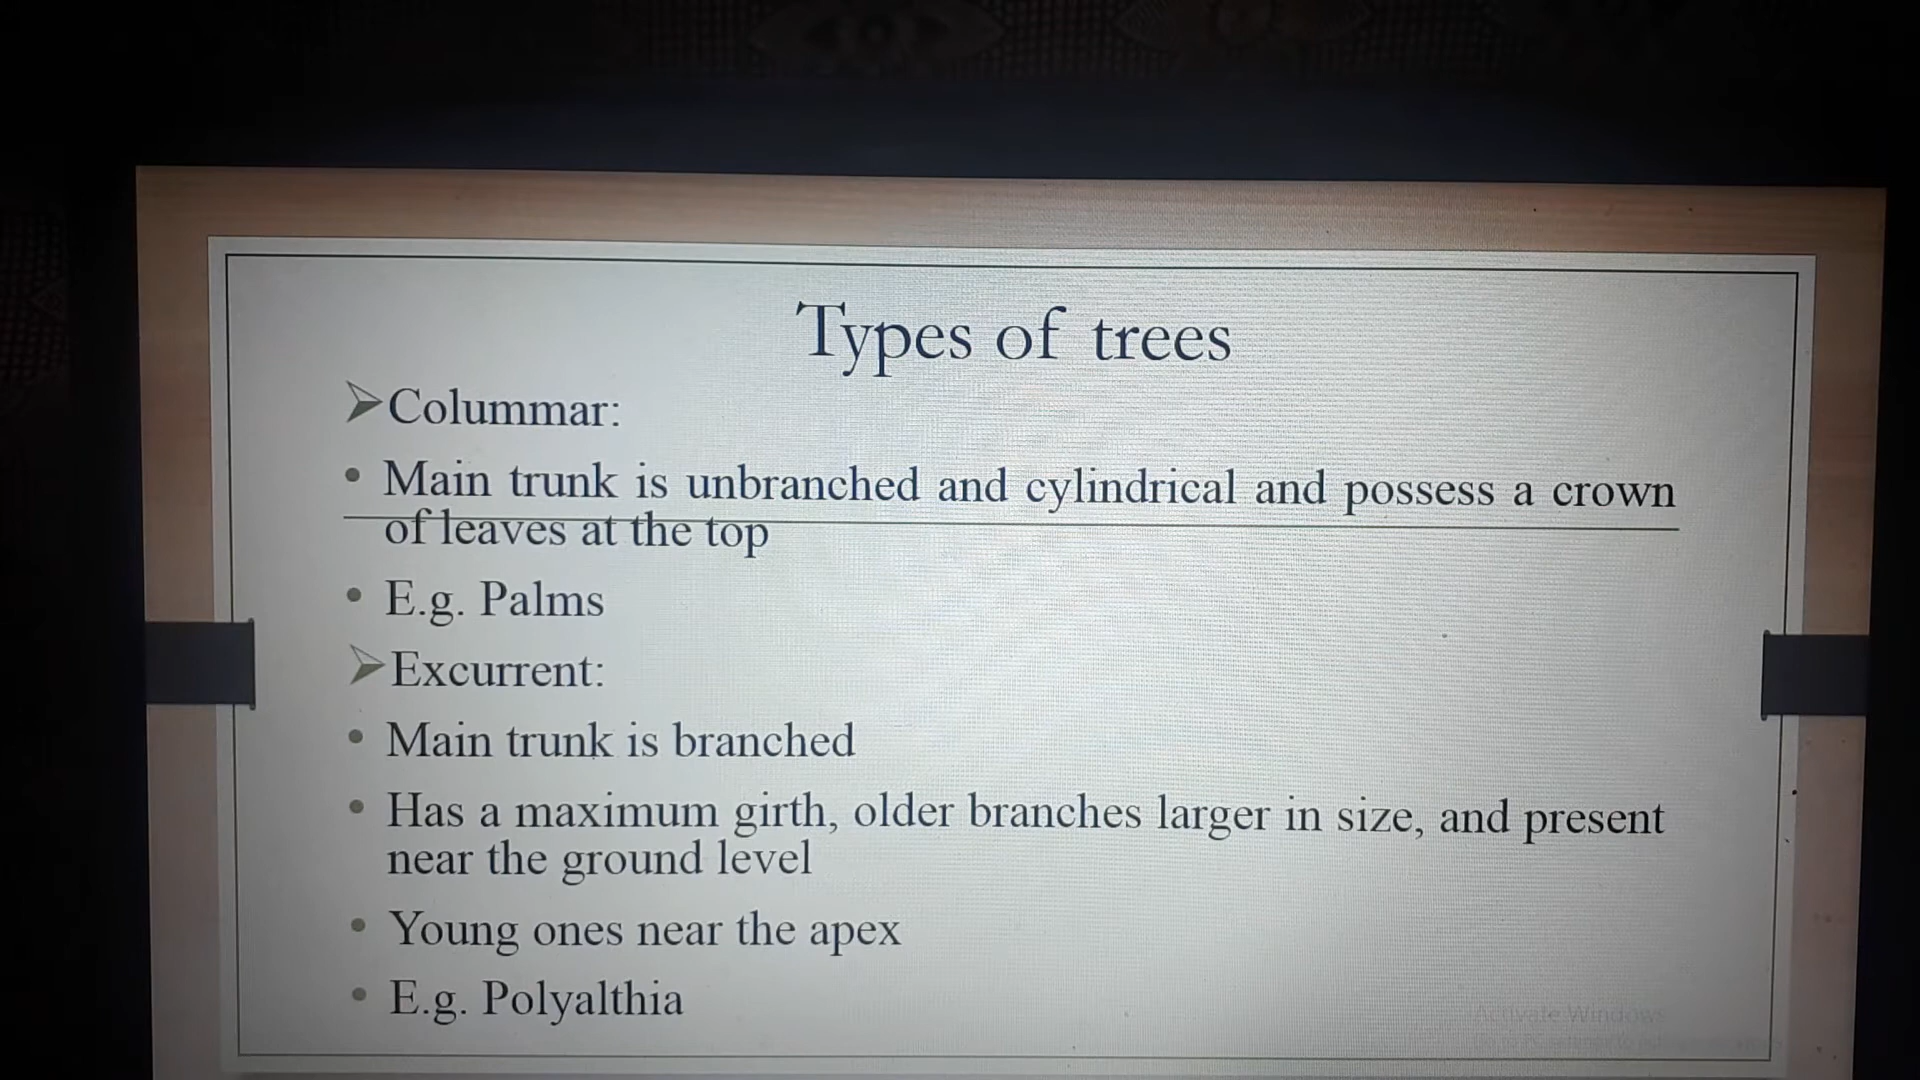 Types of trees
Colummar:
Main trunk is unbranched and cylindrical and possess a crown
of leaves at the top
E.g. Palms
Excurrent:
Main trunk is branched
Has a maximum girth, older branches larger in size, and present
near the ground level
Young ones near the apex
E.g. Polyalthia
Activate Windows